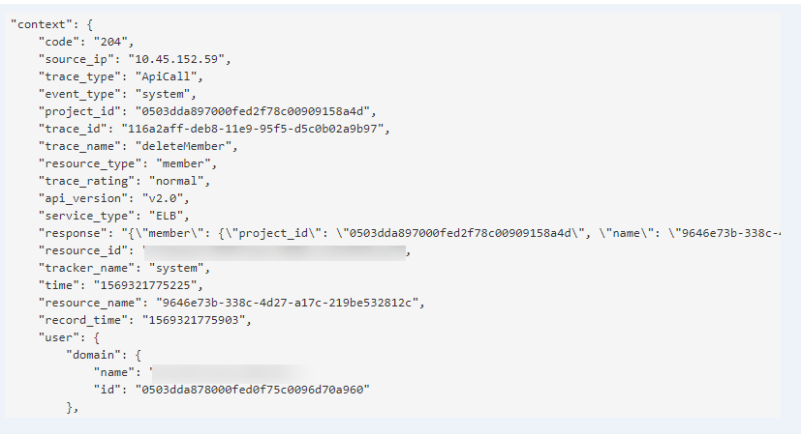 "context": {
"code": "204",
"source_ip": "10.45.152.59",
"trace_type": "ApiCall",
"event_type": "system",
"project_id": "0503dda897000fed2f78c00909158a4d",
"trace_id": "116a2aff-deb8-11e9-95f5-d5c0b02a9b97",
"trace_name": "deleteMember",
"resource_type": "member",
"trace_rating": "normal",
"api_version": "v2.0",
"service_type": "ELB",
"response": "{\"member\": {\"project_id\": \"0503dda897000fed2f78c00909158a4d\", \"name\": \"9646e73b-338c-4
"resource_id": ",
"tracker_name": "system",
"time": "1569321775225",
"resource_name": "9646e73b-338c-4d27-a17c-219be532812c",
"record_time": "1569321775903",
"user": {
"domain": {
"name": "
"id": "0503dda878000fed0f75c0096d70a960"
},